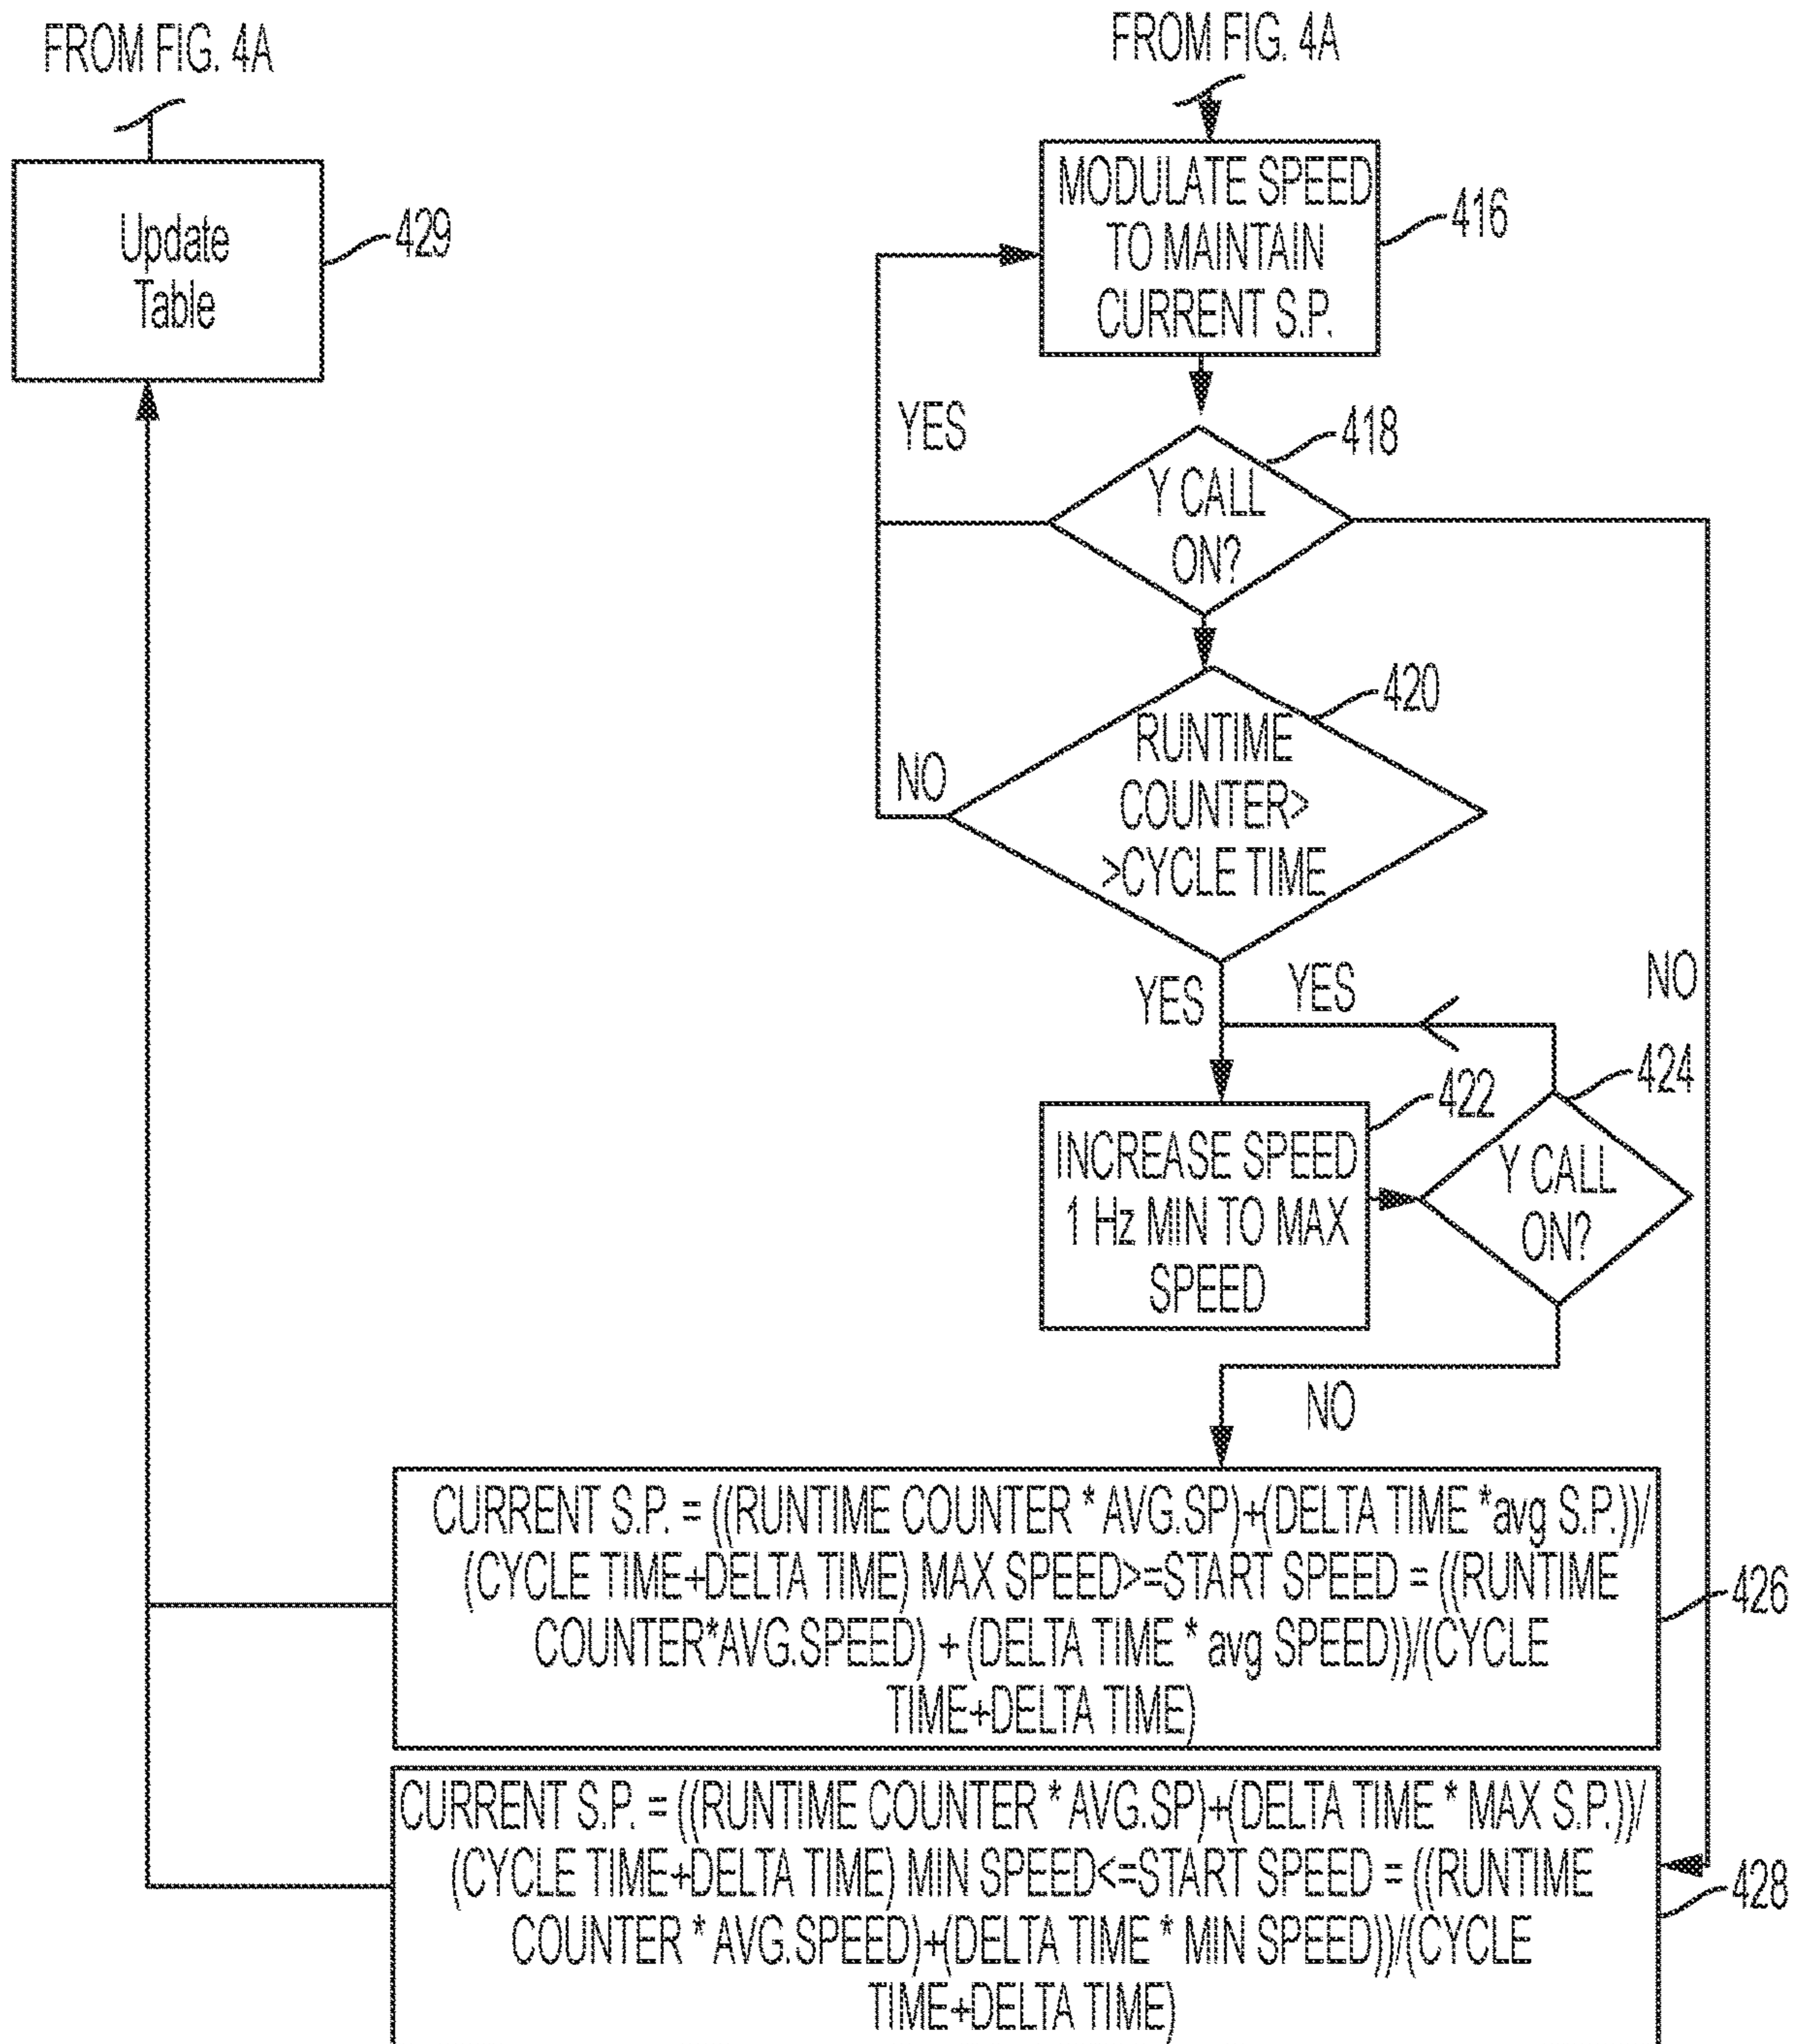 FROM FIG. 4A
Update
Table
429
FROM FIG. 4A
MODULATE SPEED
TO MAINTAIN
CURRENT S.P.
416
YES
Y CALL
ON?
418
RUNTIME
COUNTER>
>CYCLE TIME
420
NO
YES
YES
NO
INCREASE SPEED
1 Hz MIN TO MAX
SPEED
422
Y CALL
ON?
424
NO
CURRENT S.P. = ((RUNTIME COUNTER * AVG.SP)+(DELTA TIME *avg S.P.))/
(CYCLE TIME+DELTA TIME) MAX SPEED>=START SPEED = ((RUNTIME
COUNTER*AVG.SPEED) + (DELTA TIME * avg SPEED))/(CYCLE
TIME+DELTA TIME)
426
CURRENT S.P. = ((RUNTIME COUNTER * AVG.SP)+(DELTA TIME * MAX S.P.))/
(CYCLE TIME+DELTA TIME) MIN SPEED<=START SPEED = ((RUNTIME
COUNTER * AVG.SPEED)+(DELTA TIME * MIN SPEED))/(CYCLE
TIME+DELTA TIME)
428